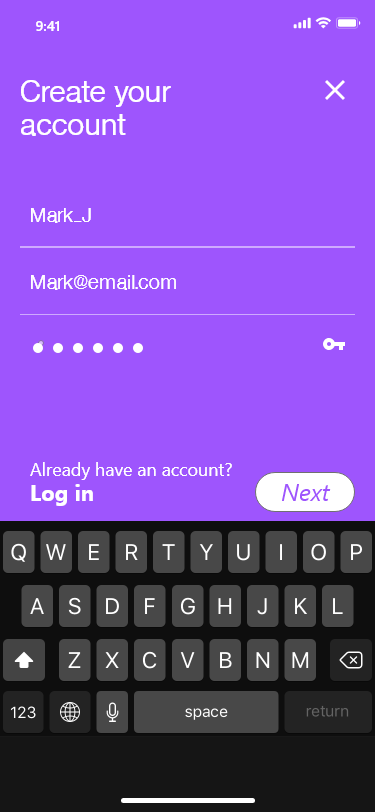 9:41
Create your
account
Mark_J
Mark@email.com
Already have an account?
Log in
Next
Q W E R T Y U I O P
A S D F G H J K L
Z X C V B N M
123 space return